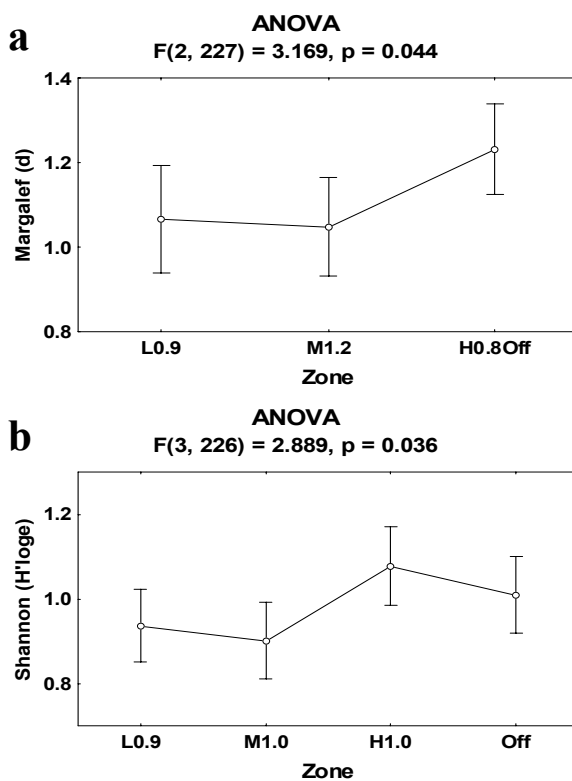 a
ANOVA
F(2, 227) = 3.169, p = 0.044
Margalef (d)
1.4
1.2
1.0
0.8
L0.9 M1.2 H0.8Off
Zone
b
ANOVA
F(3, 226) = 2.889, p = 0.036
Shannon (H'loge)
1.2
1.0
0.8
L0.9 M1.0 H1.0 Off
Zone